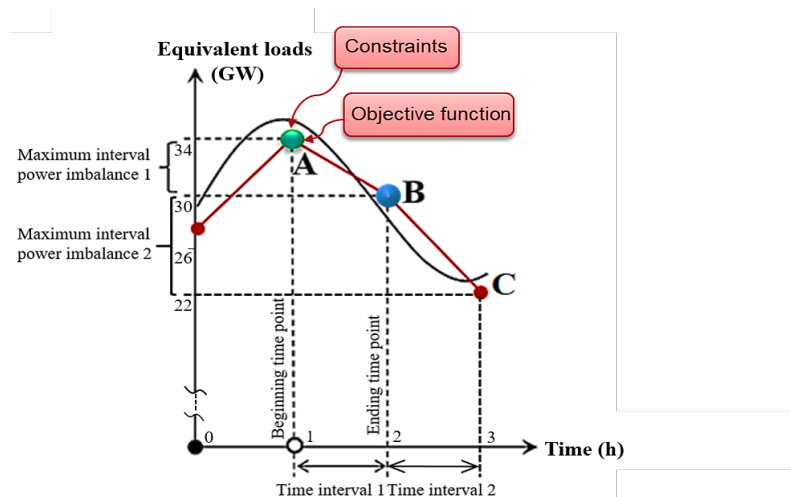 Equivalent loads
(GW)
Constraints
Objective function
34
A
Maximum interval
power imbalance 1
30
B
Maximum interval
power imbalance 2
26
C
22
Beginning time point
Ending time point
0
1
2
3
Time (h)
Time interval 1
Time interval 2